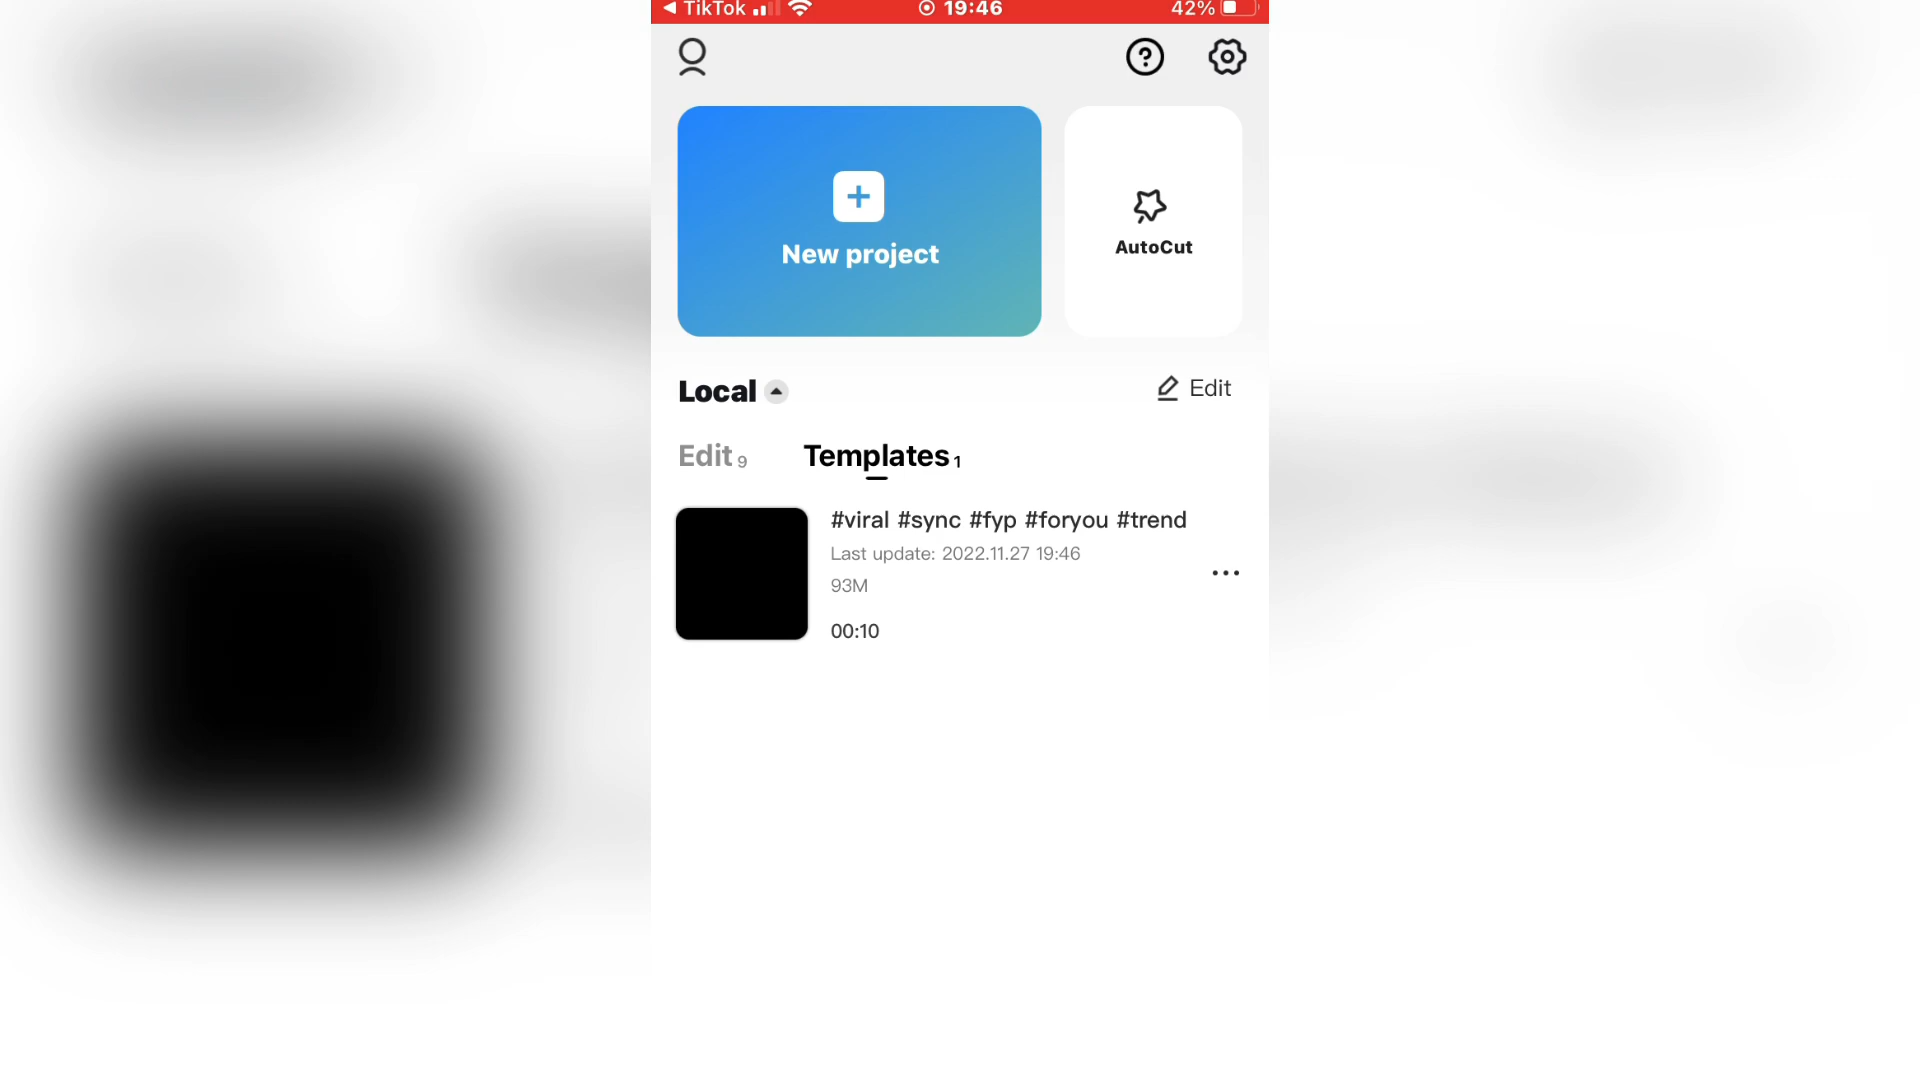 TikTok 19:46 42%
New project
AutoCut
Local Edit
Edit 9 Templates 1
#viral #sync #fyp #foryou #trend
Last update: 2022.11.27 19:46
93M
00:10